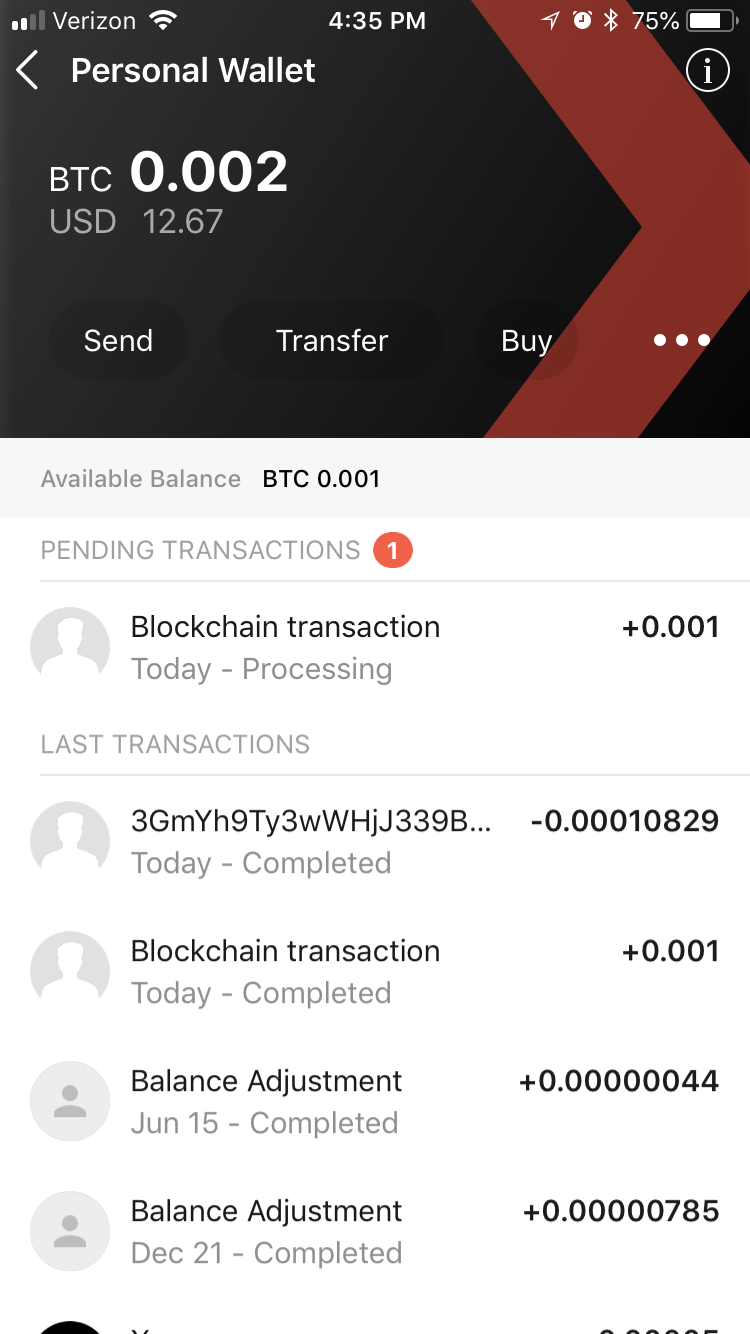 Verizon 4:35 PM 75%
Personal Wallet
BTC 0.002
USD 12.67
Send Transfer Buy
Available Balance BTC 0.001
PENDING TRANSACTIONS 1
Blockchain transaction +0.001
Today - Processing
LAST TRANSACTIONS
3GmYh9Ty3wWHjJ339B... -0.00010829
Today - Completed
Blockchain transaction +0.001
Today - Completed
Balance Adjustment +0.00000044
Jun 15 - Completed
Balance Adjustment +0.00000785
Dec 21 - Completed